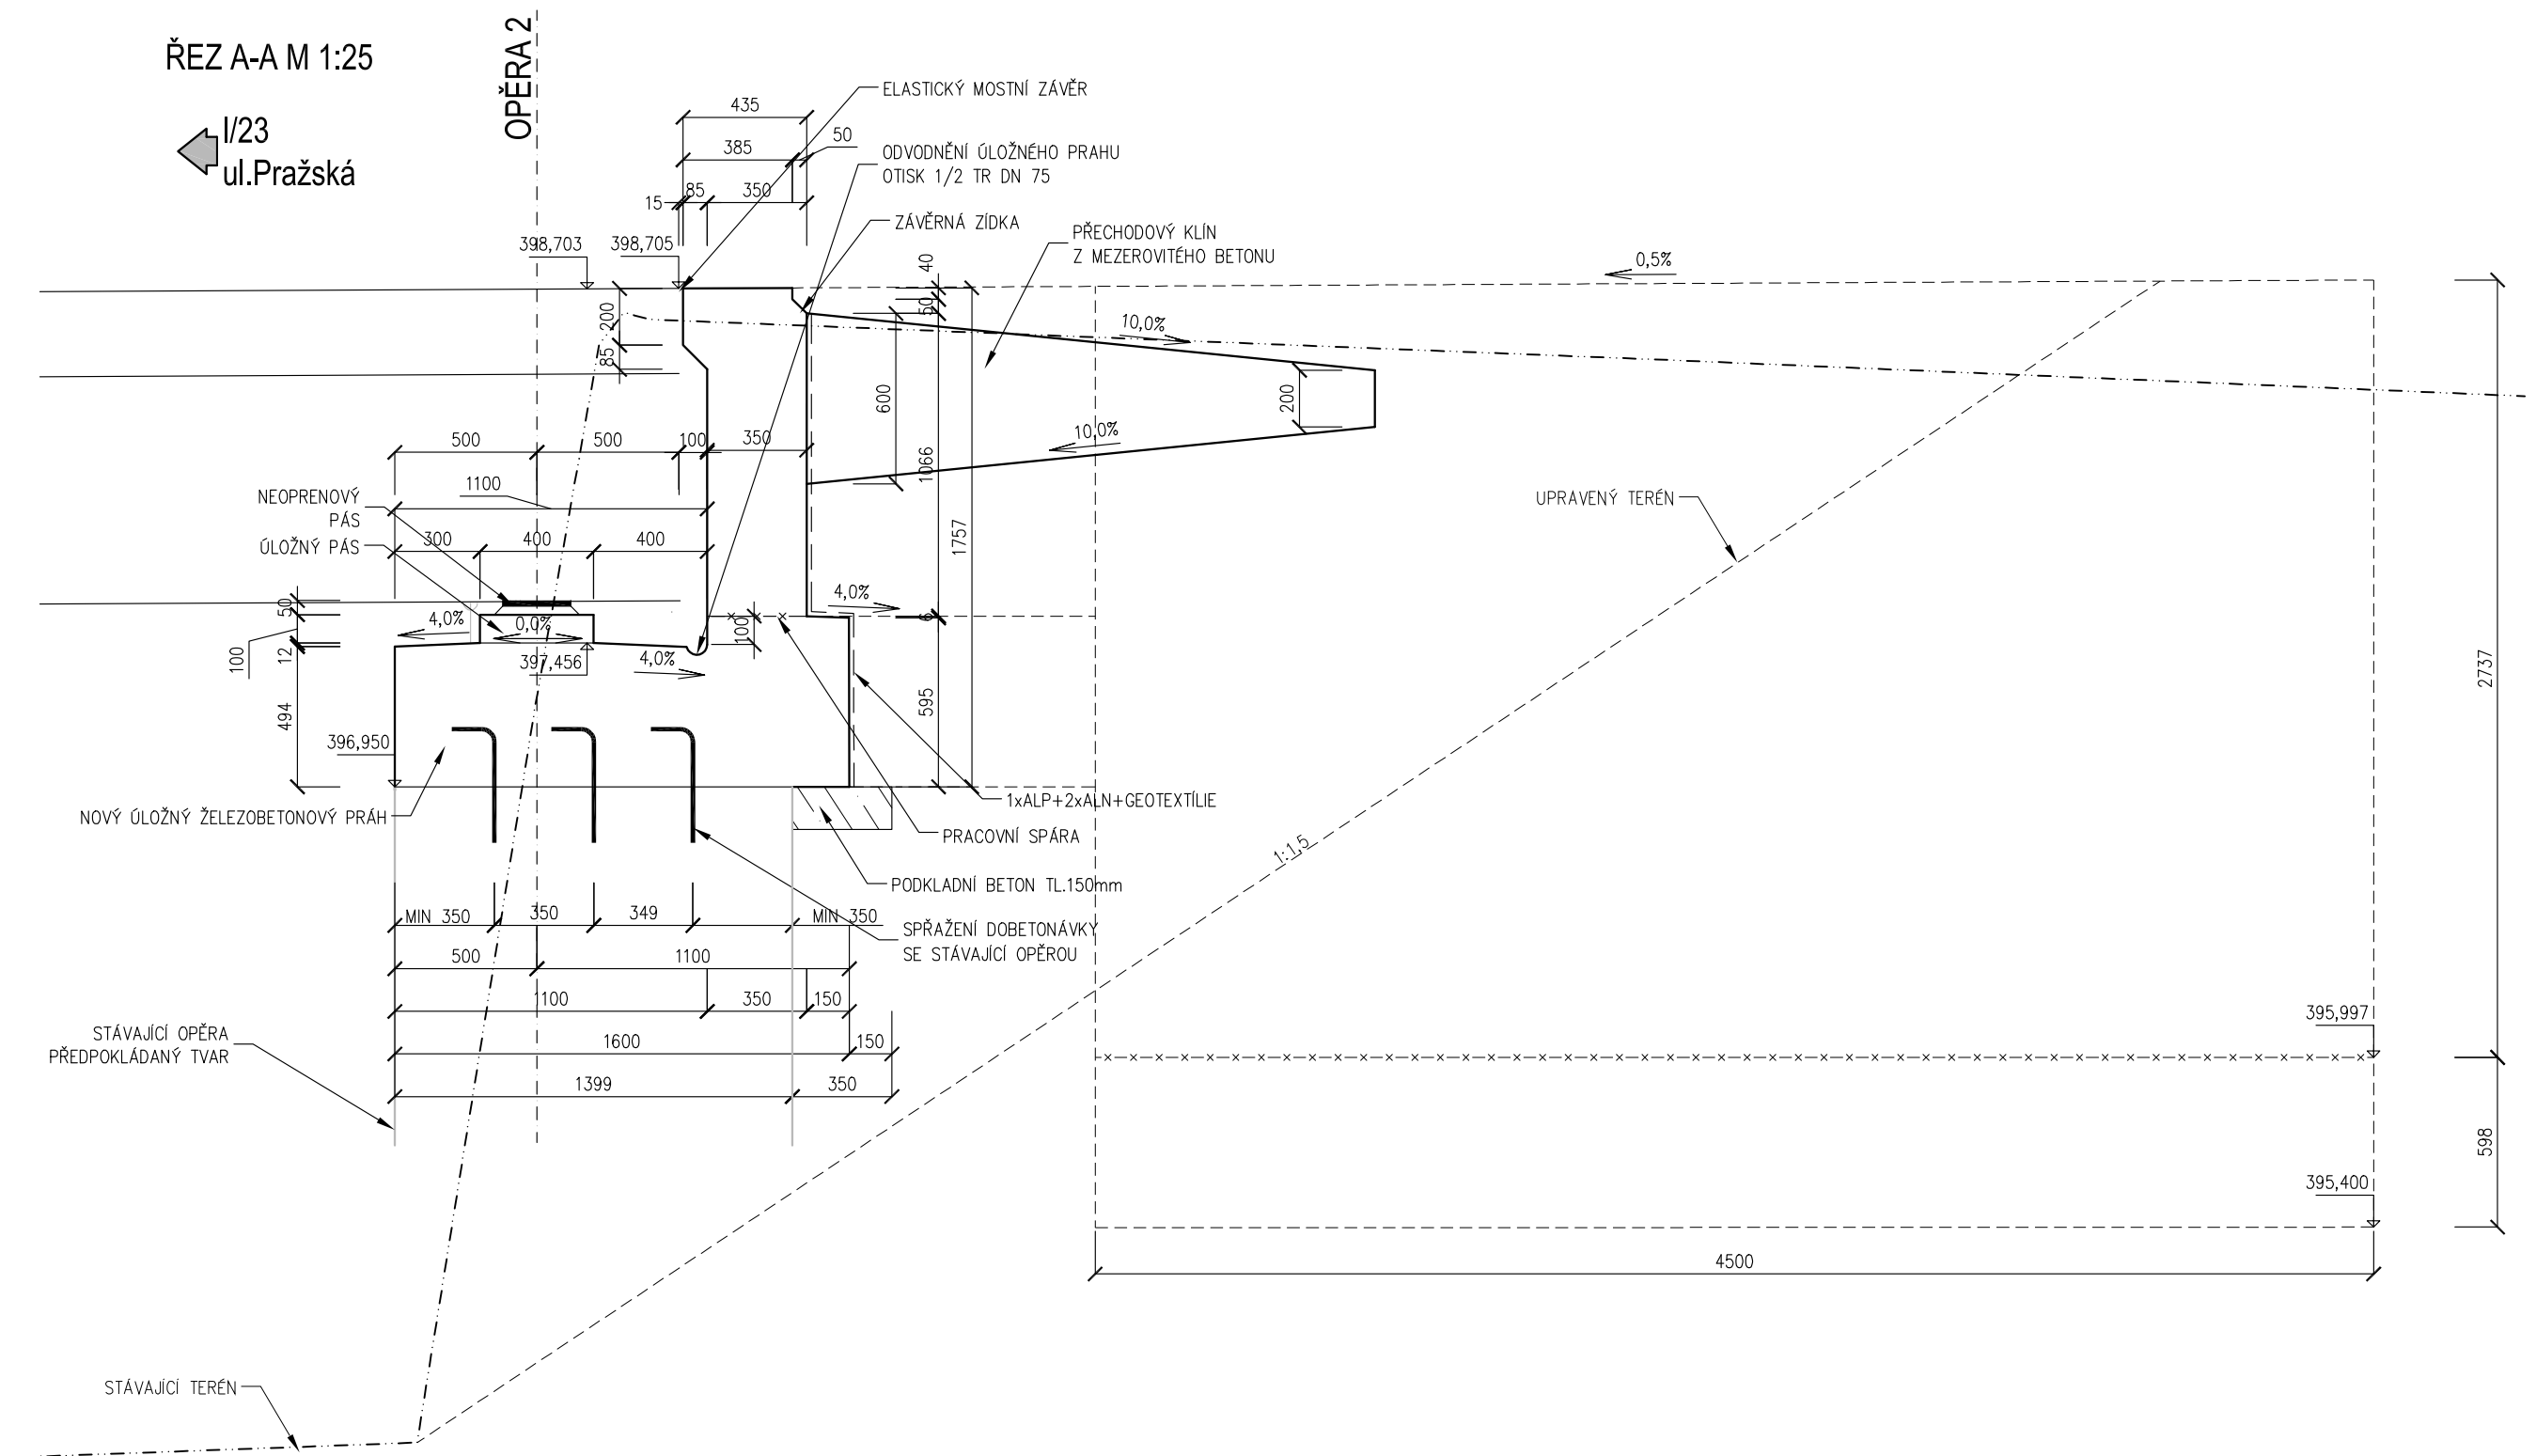 ŘEZ A-A M 1:25
OPĚRA 2
I/23
ul.Pražská
ELASTICKÝ MOSTNÍ ZÁVĚR
435
385
50
ODVODNĚNÍ ÚLOŽNÉHO PRAHU
OTISK 1/2 TR DN 75
15
85
350
ZÁVĚRNÁ ZÍDKA
PŘECHODOVÝ KLÍN
Z MEZEROVITÉHO BETONU
398,703
398,705
40
0,5%
50
200
85
10,0%
600
200
500
500
100
350
10,0%
1066
1100
NEOPRENOVÝ
PÁS
ÚLOŽNÝ PÁS
300
400
400
1757
UPRAVENÝ TERÉN
50
4,0%
0,0%
4,0%
100
6
100
12
397,456
4,0%
2737
494
595
396,950
NOVÝ ÚLOŽNÝ ŽELEZOBETONOVÝ PRÁH
1xALP+2xALN+GEOTEXTÍLIE
PRACOVNÍ SPÁRA
1:1,5
PODKLADNÍ BETON TL.150mm
MIN 350
350
349
MIN 350
SPŘAŽENÍ DOBETONÁVKY
SE STÁVAJÍCÍ OPĚROU
500
1100
1100
350
150
STÁVAJÍCÍ OPĚRA
PŘEDPOKLÁDANÝ TVAR
1600
150
1399
350
395,997
598
395,400
4500
STÁVAJÍCÍ TERÉN